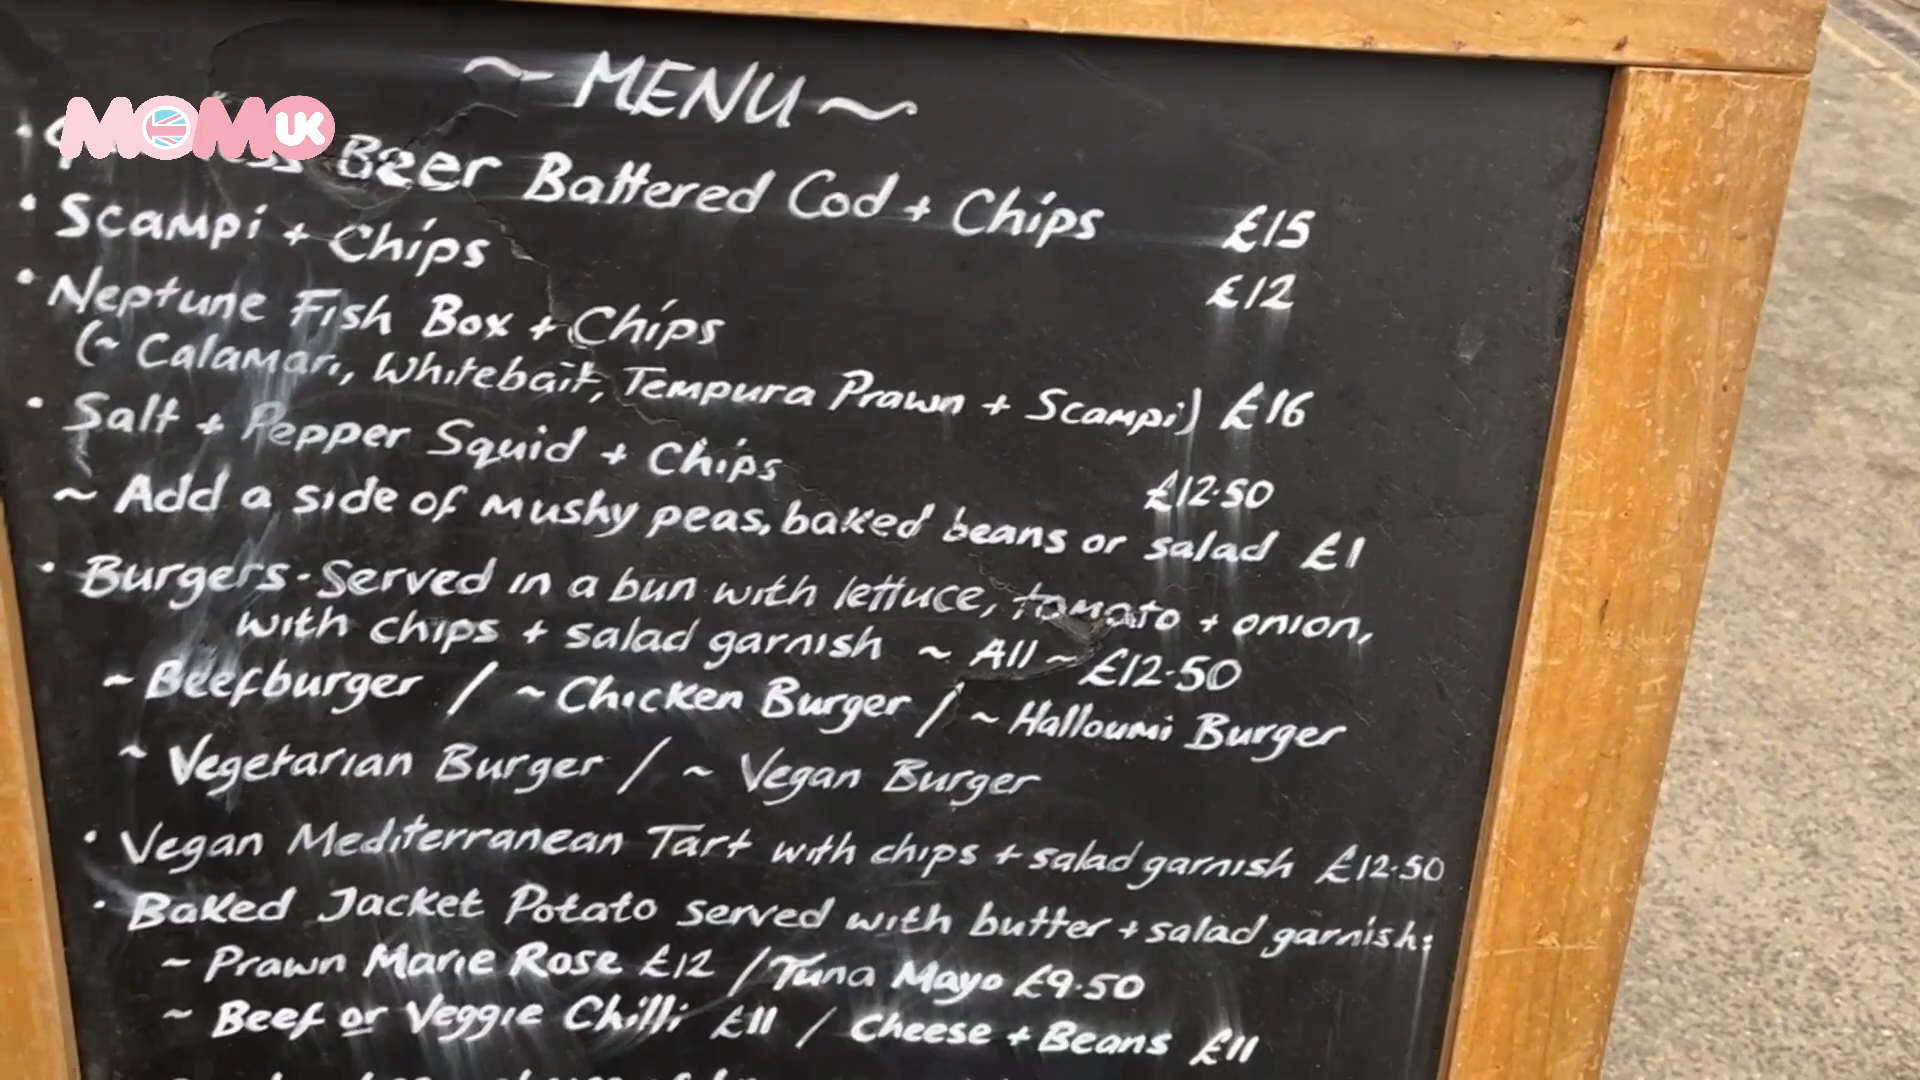 ~ MENU ~
MOMO UK
Beer Battered Cod + Chips £15
• Scampi + Chips £12
• Neptune Fish Box + Chips
(~ Calamari, Whitebait, Tempura Prawn + Scampi) £16
• Salt + Pepper Squid + Chips £12.50
~ Add a side of mushy peas, baked beans or salad £1
• Burgers - Served in a bun with lettuce, tomato + onion,
with chips + salad garnish ~ All ~ £12.50
~ Beefburger / ~ Chicken Burger / ~ Halloumi Burger
~ Vegetarian Burger / ~ Vegan Burger
• Vegan Mediterranean Tart with chips + salad garnish £12.50
• Baked Jacket Potato served with butter + salad garnish:
~ Prawn Marie Rose £12 / Tuna Mayo £9.50
~ Beef or Veggie Chilli £11 / Cheese + Beans £11